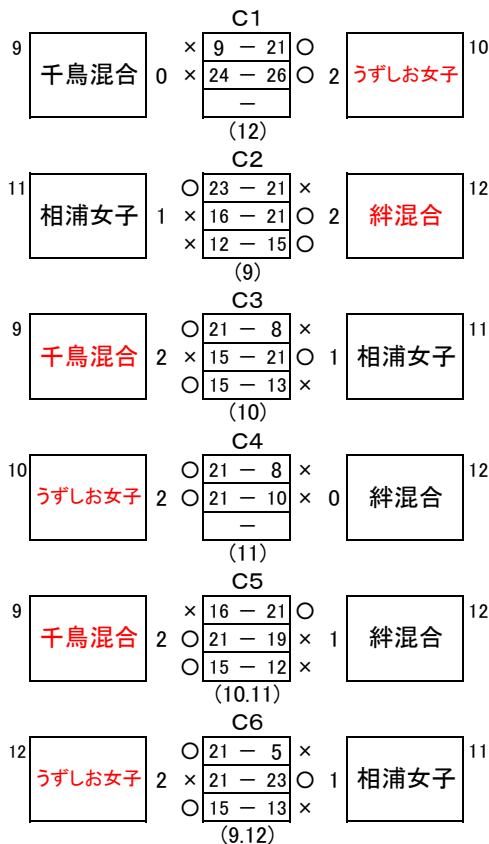 C1
9 千鳥混合 0 × 9 － 21 ○ 2 うずしお女子 10
× 24 － 26 ○
－
(12)
C2
11 相浦女子 1 ○ 23 － 21 × 2 絆混合 12
× 16 － 21 ○
× 12 － 15 ○
(9)
C3
9 千鳥混合 2 ○ 21 － 8 × 1 相浦女子 11
× 15 － 21 ○
○ 15 － 13 ×
(10)
C4
10 うずしお女子 2 ○ 21 － 8 × 0 絆混合 12
○ 21 － 10 ×
－
(11)
C5
9 千鳥混合 2 × 16 － 21 ○ 1 絆混合 12
○ 21 － 19 ×
○ 15 － 12 ×
(10.11)
C6
12 うずしお女子 2 ○ 21 － 5 × 1 相浦女子 11
× 21 － 23 ○
○ 15 － 13 ×
(9.12)